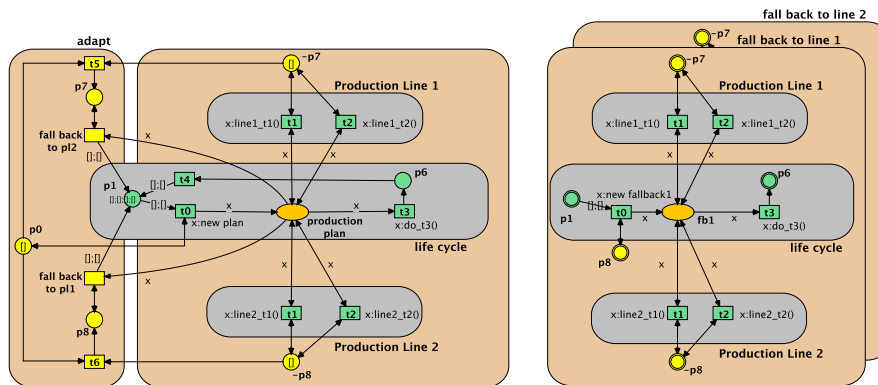 fall back to line 2
adapt
-p7
fall back to line 1
t5
[]
-p7
-p7
p7
Production Line 1
Production Line 1
x:line1_t1()
t1
t2
x:line1_t2()
x:line1_t1()
t1
t2
x:line1_t2()
fall back
to pl2
x
[];[]
x
x
x
x
p1
t4
p6
p6
[];[];[];[]
[];[]
t0
x
x
t3
x:new plan
production
plan
x:do_t3()
life cycle
x:new fallback1
[];[]
p1
t0
x
fb1
x
t3
x:do_t3()
life cycle
p0
[]
p8
[];[]
fall back
to pl1
x
x
x
x
x
p8
x:line2_t1()
t1
t2
x:line2_t2()
x:line2_t1()
t1
t2
x:line2_t2()
Production Line 2
Production Line 2
t6
[]
-p8
-p8